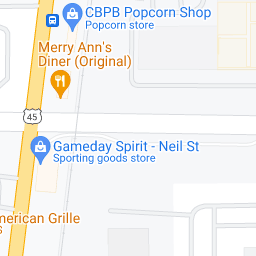 CBPB Popcorn Shop
Popcorn store
Merry Ann's
Diner (Original)
45
Gameday Spirit - Neil St
Sporting goods store
merican Grille